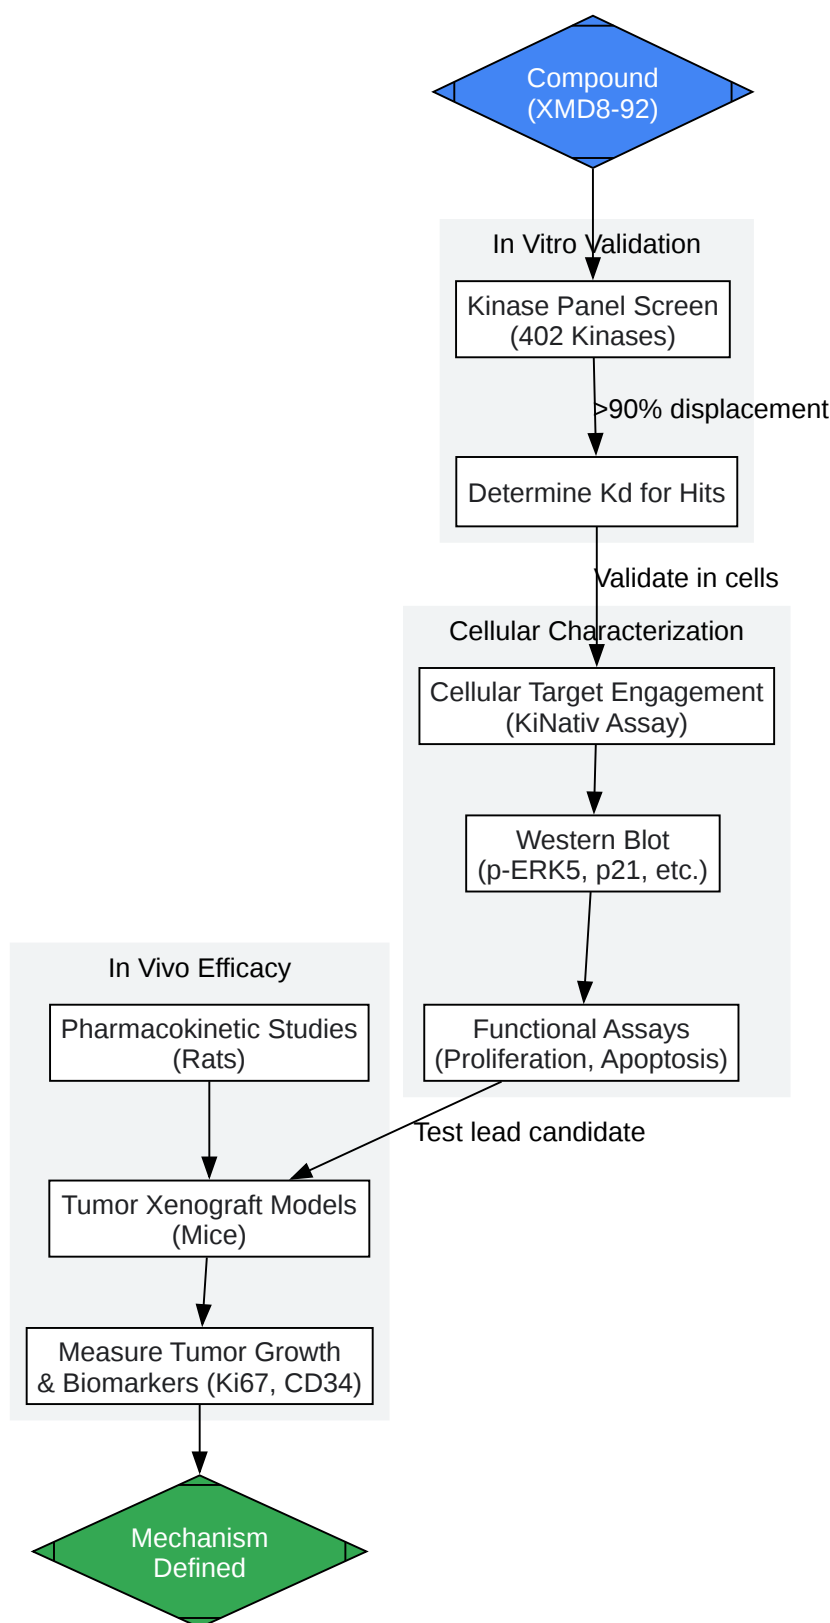 Compound
(XMD8-92)
In Vitro Validation
Kinase Panel Screen
(402 Kinases)
>90% displacement
Determine Kd for Hits
Validate in cells
Cellular Characterization
Cellular Target Engagement
(KiNativ Assay)
Western Blot
(p-ERK5, p21, etc.)
Functional Assays
(Proliferation, Apoptosis)
In Vivo Efficacy
Pharmacokinetic Studies
(Rats)
Test lead candidate
Tumor Xenograft Models
(Mice)
Measure Tumor Growth
& Biomarkers (Ki67, CD34)
Mechanism
Defined